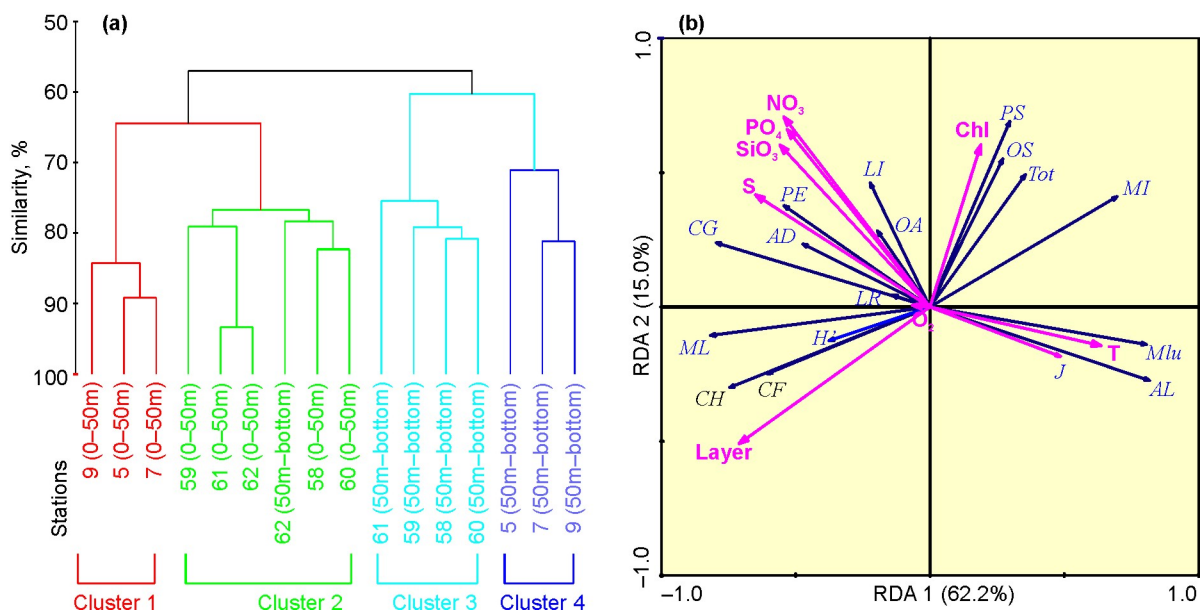 (a)
50
60
70
80
90
100
Similarity, %
Stations
9 (0–50m)
5 (0–50m)
7 (0–50m)
59 (0–50m)
61 (0–50m)
62 (0–50m)
62 (50m–bottom)
58 (0–50m)
60 (0–50m)
61 (50m–bottom)
59 (50m–bottom)
58 (50m–bottom)
60 (50m–bottom)
5 (50m–bottom)
7 (50m–bottom)
9 (50m–bottom)
Cluster 1
Cluster 2
Cluster 3
Cluster 4
(b)
1.0
RDA 2 (15.0%)
−1.0
NO₃
PO₄
SiO₃
S
Chl
PS
OS
Tot
MI
LI
PE
OA
CG
AD
LR
O₂
ML
H'
CH
CF
Layer
T
J
Mlu
AL
−1.0
RDA 1 (62.2%)
1.0